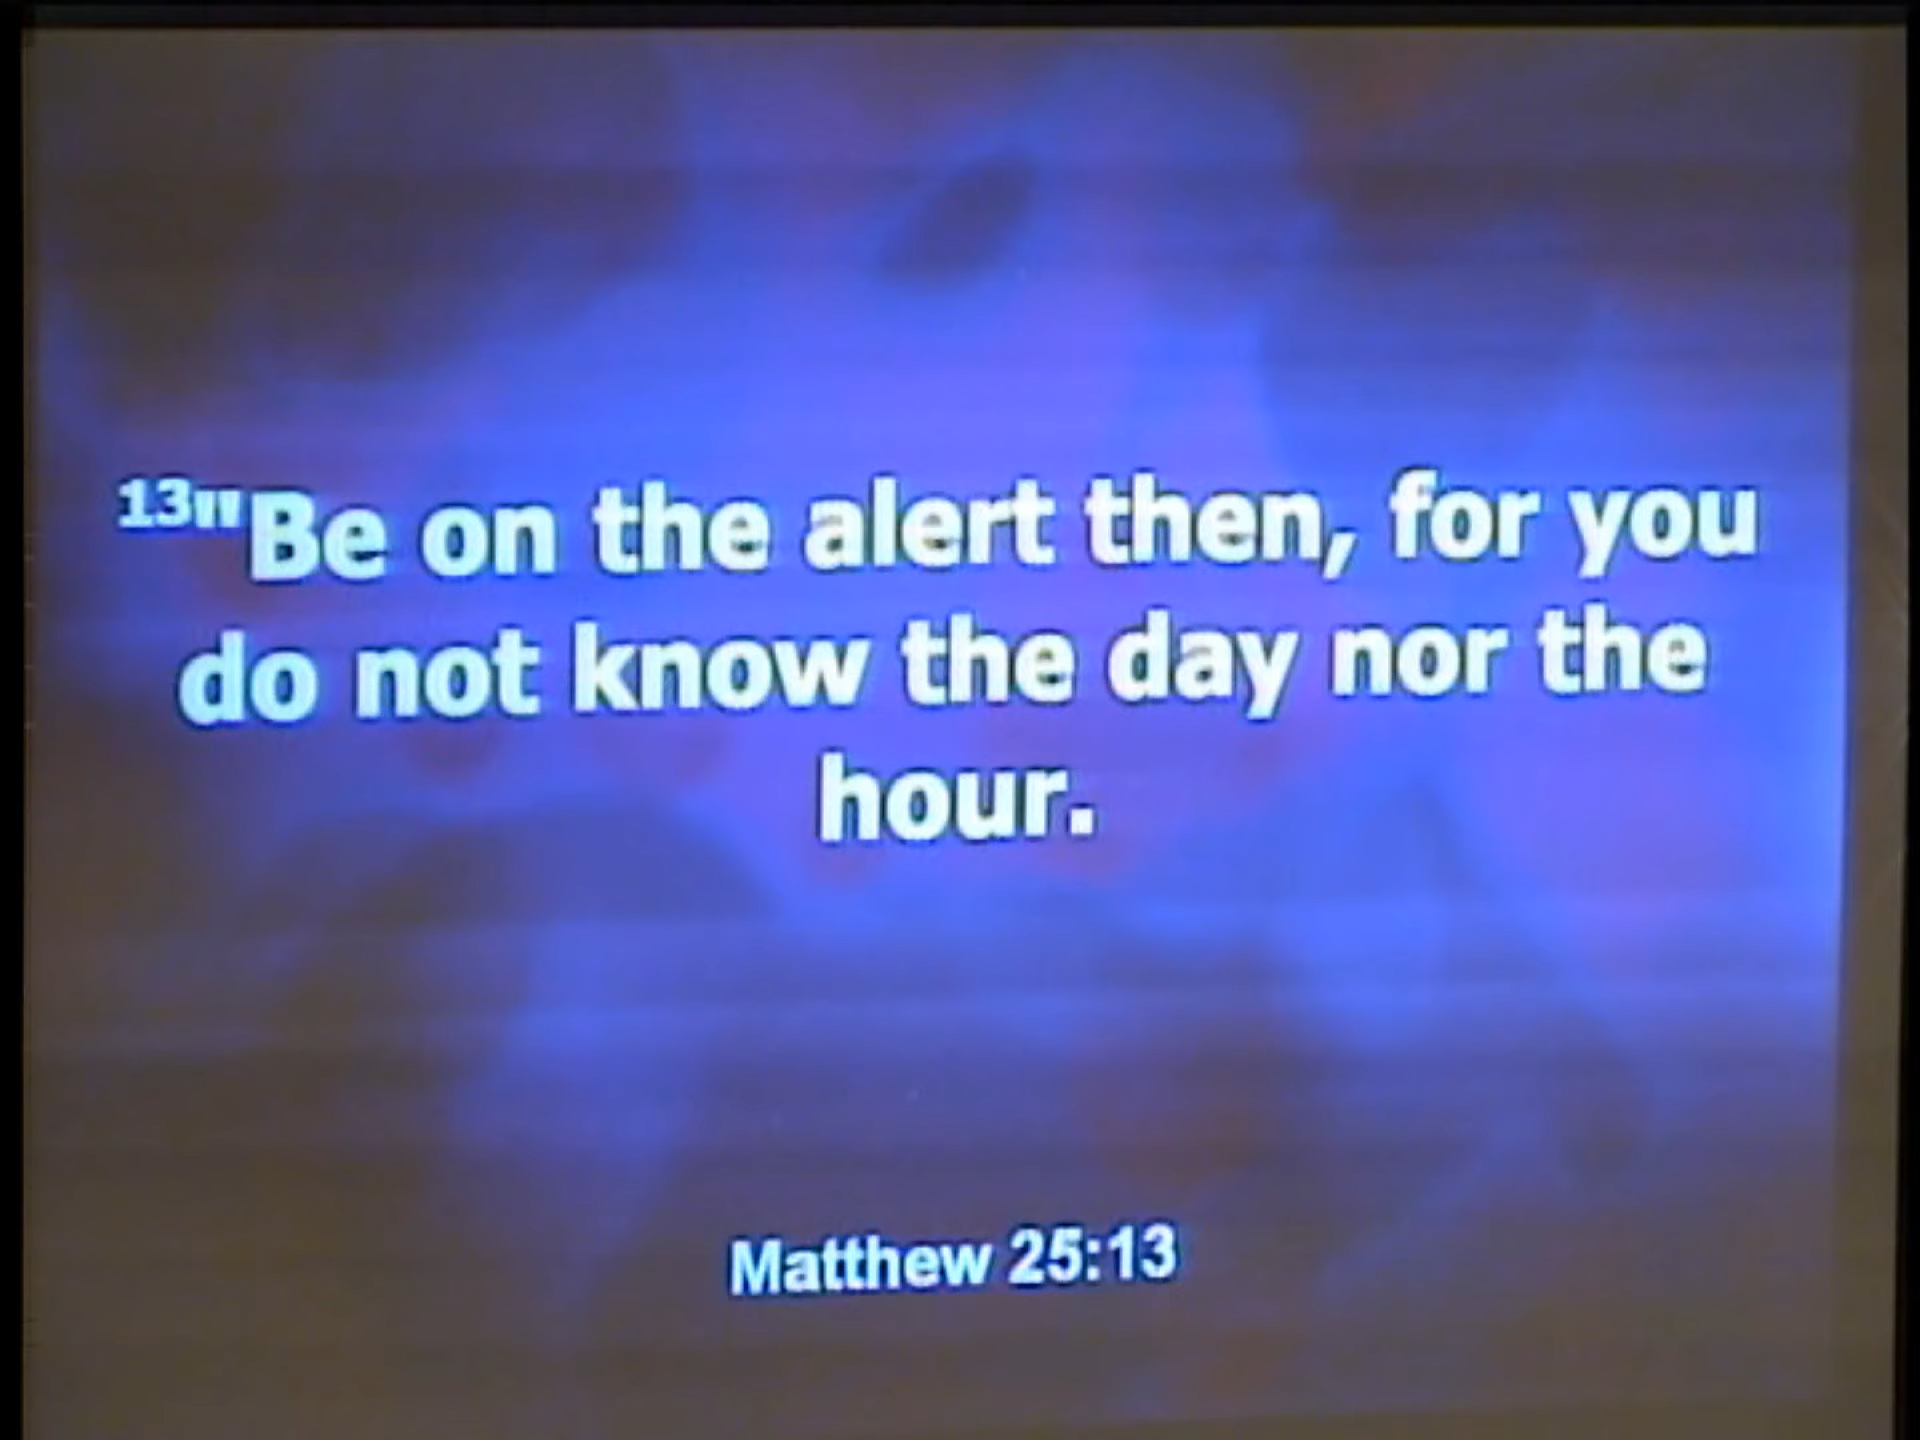 13"Be on the alert then, for you
do not know the day nor the
hour.
Matthew 25:13